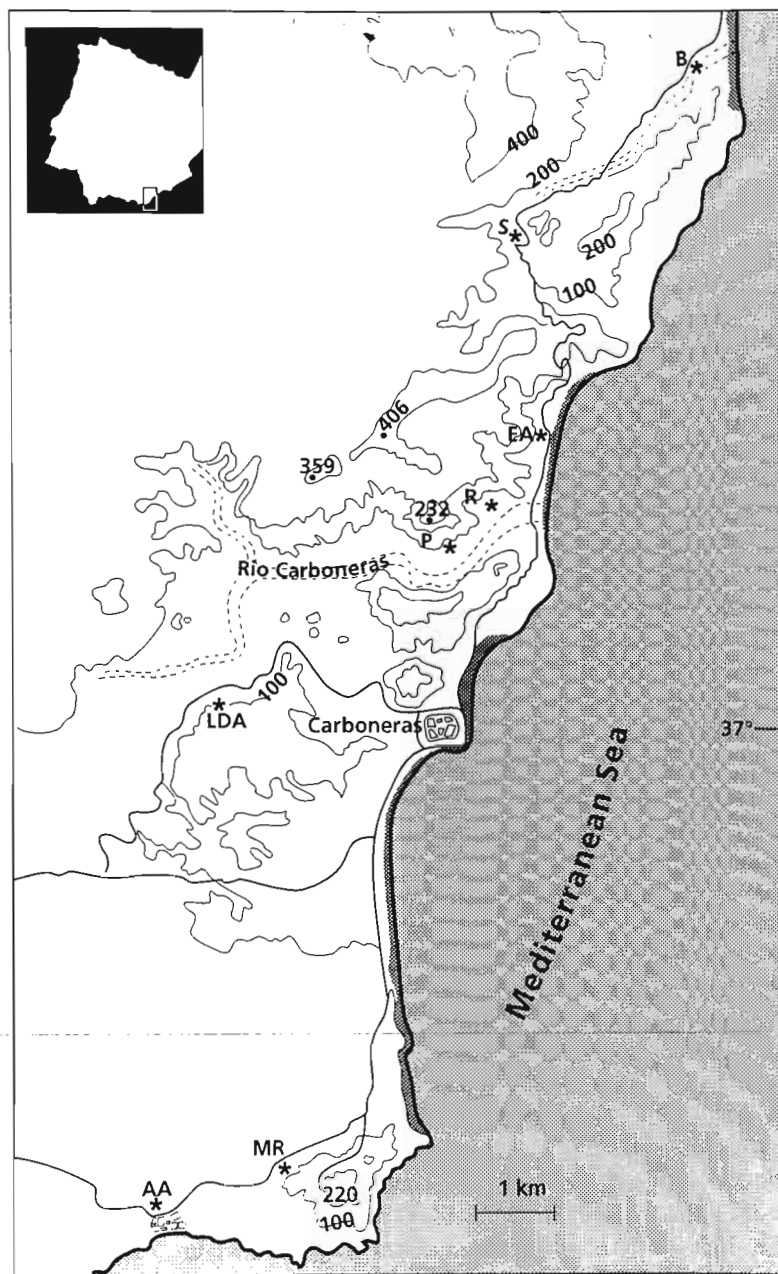 B
400
200
S
200
100
406
EA
359
R
232
P
Rio Carboneras
100
LDA
Carboneras
37°
Mediterranean Sea
MR
AA
220
100
1 km